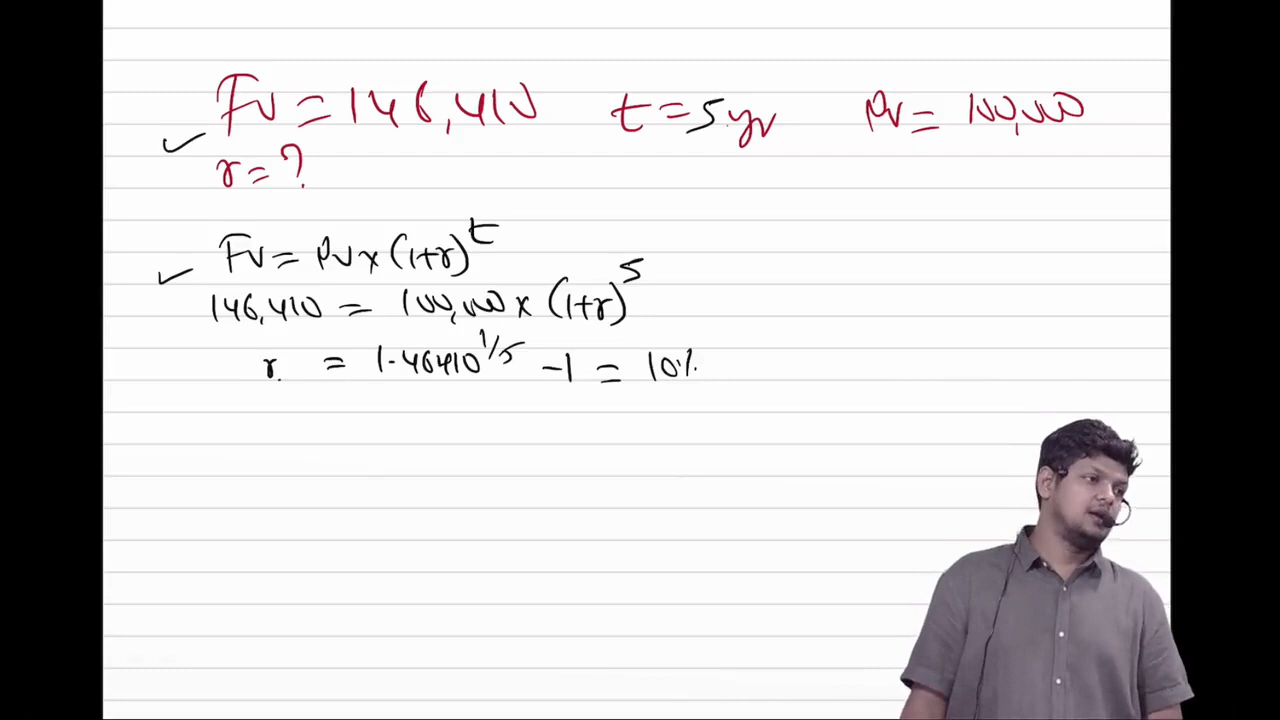 FV = 146,410 t = 5 yr PV = 100,000
r = ?
FV = PV x (1+r)^t
146,410 = 100,000 x (1+r)^5
r = 1.46410^1/5 - 1 = 10%